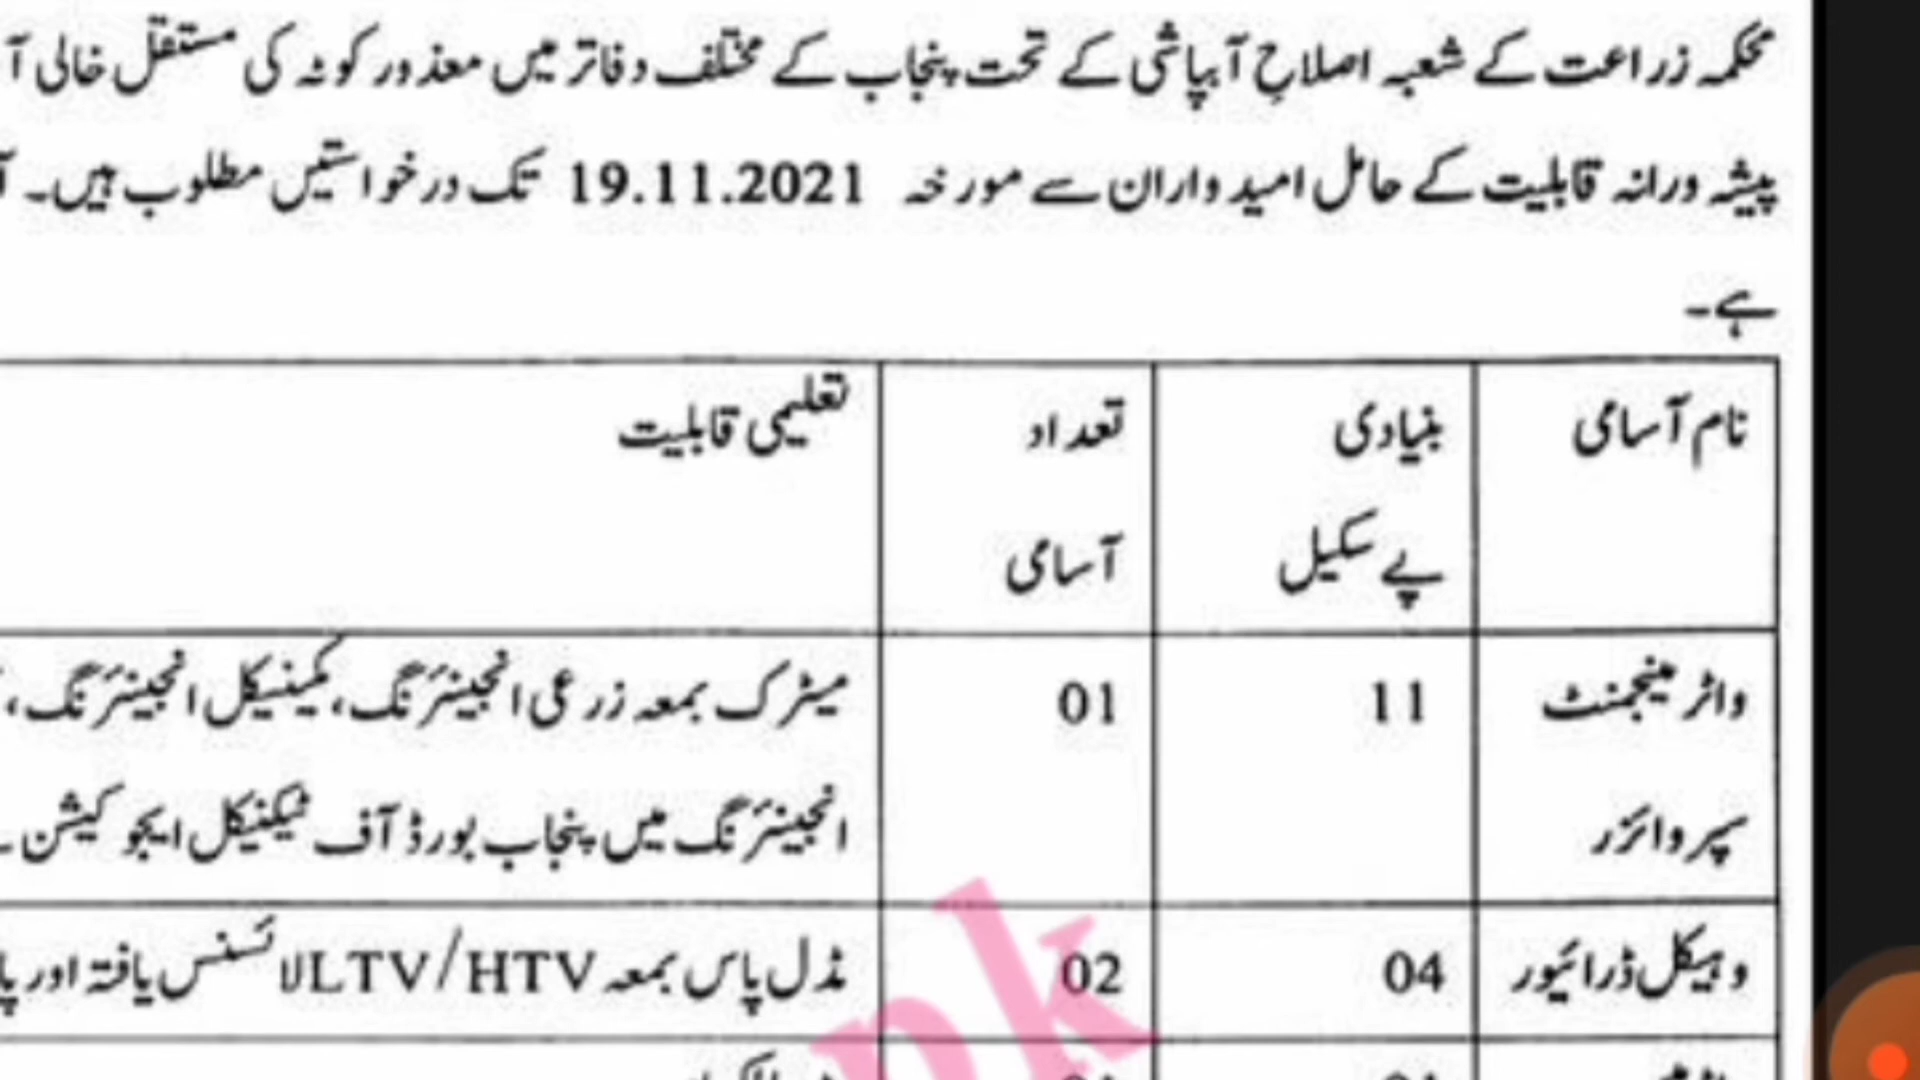 محکمہ زراعت کے شعبہ اصلاحِ آبپاشی کے تحت پنجاب کے مختلف دفاتر میں معذور کوٹہ کی مستقل خالی آ
پیشہ ورانہ قابلیت کے حامل امیدواران سے مورخہ 19.11.2021 تک درخواستیں مطلوب ہیں۔ آ
ہے۔
نام آسامی بنیادی تعداد تعلیمی قابلیت
پے سکیل آسامی
واٹر مینجمنٹ 11 01 میٹرک بمعہ زرعی انجینئرنگ، کمینیکل انجینئرنگ،
سپروائزر انجینئرنگ میں پنجاب بورڈ آف ٹیکنیکل ایجوکیشن۔
وہیکل ڈرائیور 04 02 مڈل پاس بمعہ LTV/HTV لائسنس یافتہ اور پا
pk